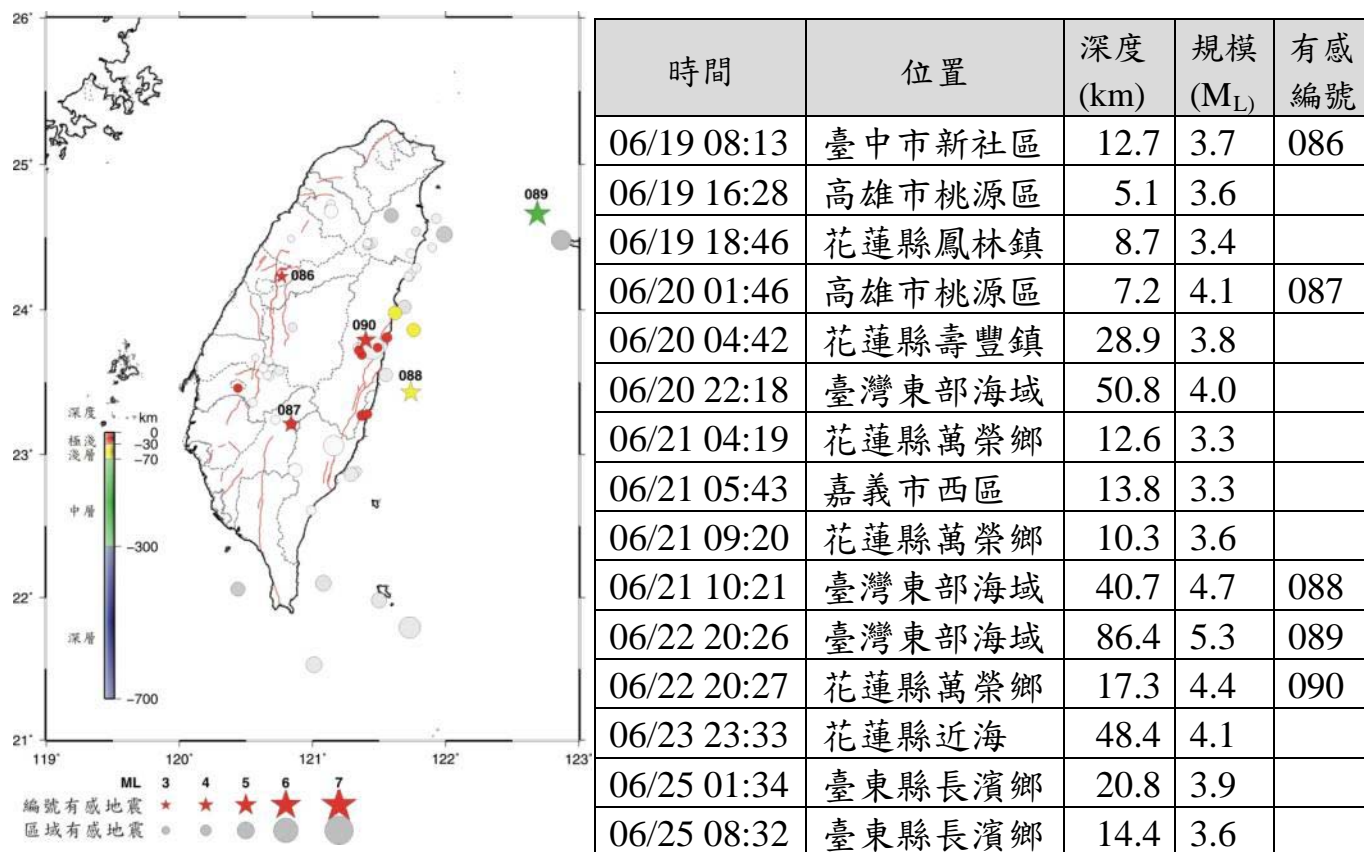 26°
25°
24°
23°
22°
21°
119°
120°
121°
122°
123°
089
086
090
088
087
深度
km
極淺
淺層
中層
深層
0
-30
-70
-300
-700
ML 3 4 5 6 7
編號有感地震
區域有感地震
時間 位置 深度(km) 規模(ML) 有感編號
06/19 08:13 臺中市新社區 12.7 3.7 086
06/19 16:28 高雄市桃源區 5.1 3.6
06/19 18:46 花蓮縣鳳林鎮 8.7 3.4
06/20 01:46 高雄市桃源區 7.2 4.1 087
06/20 04:42 花蓮縣壽豐鎮 28.9 3.8
06/20 22:18 臺灣東部海域 50.8 4.0
06/21 04:19 花蓮縣萬榮鄉 12.6 3.3
06/21 05:43 嘉義市西區 13.8 3.3
06/21 09:20 花蓮縣萬榮鄉 10.3 3.6
06/21 10:21 臺灣東部海域 40.7 4.7 088
06/22 20:26 臺灣東部海域 86.4 5.3 089
06/22 20:27 花蓮縣萬榮鄉 17.3 4.4 090
06/23 23:33 花蓮縣近海 48.4 4.1
06/25 01:34 臺東縣長濱鄉 20.8 3.9
06/25 08:32 臺東縣長濱鄉 14.4 3.6